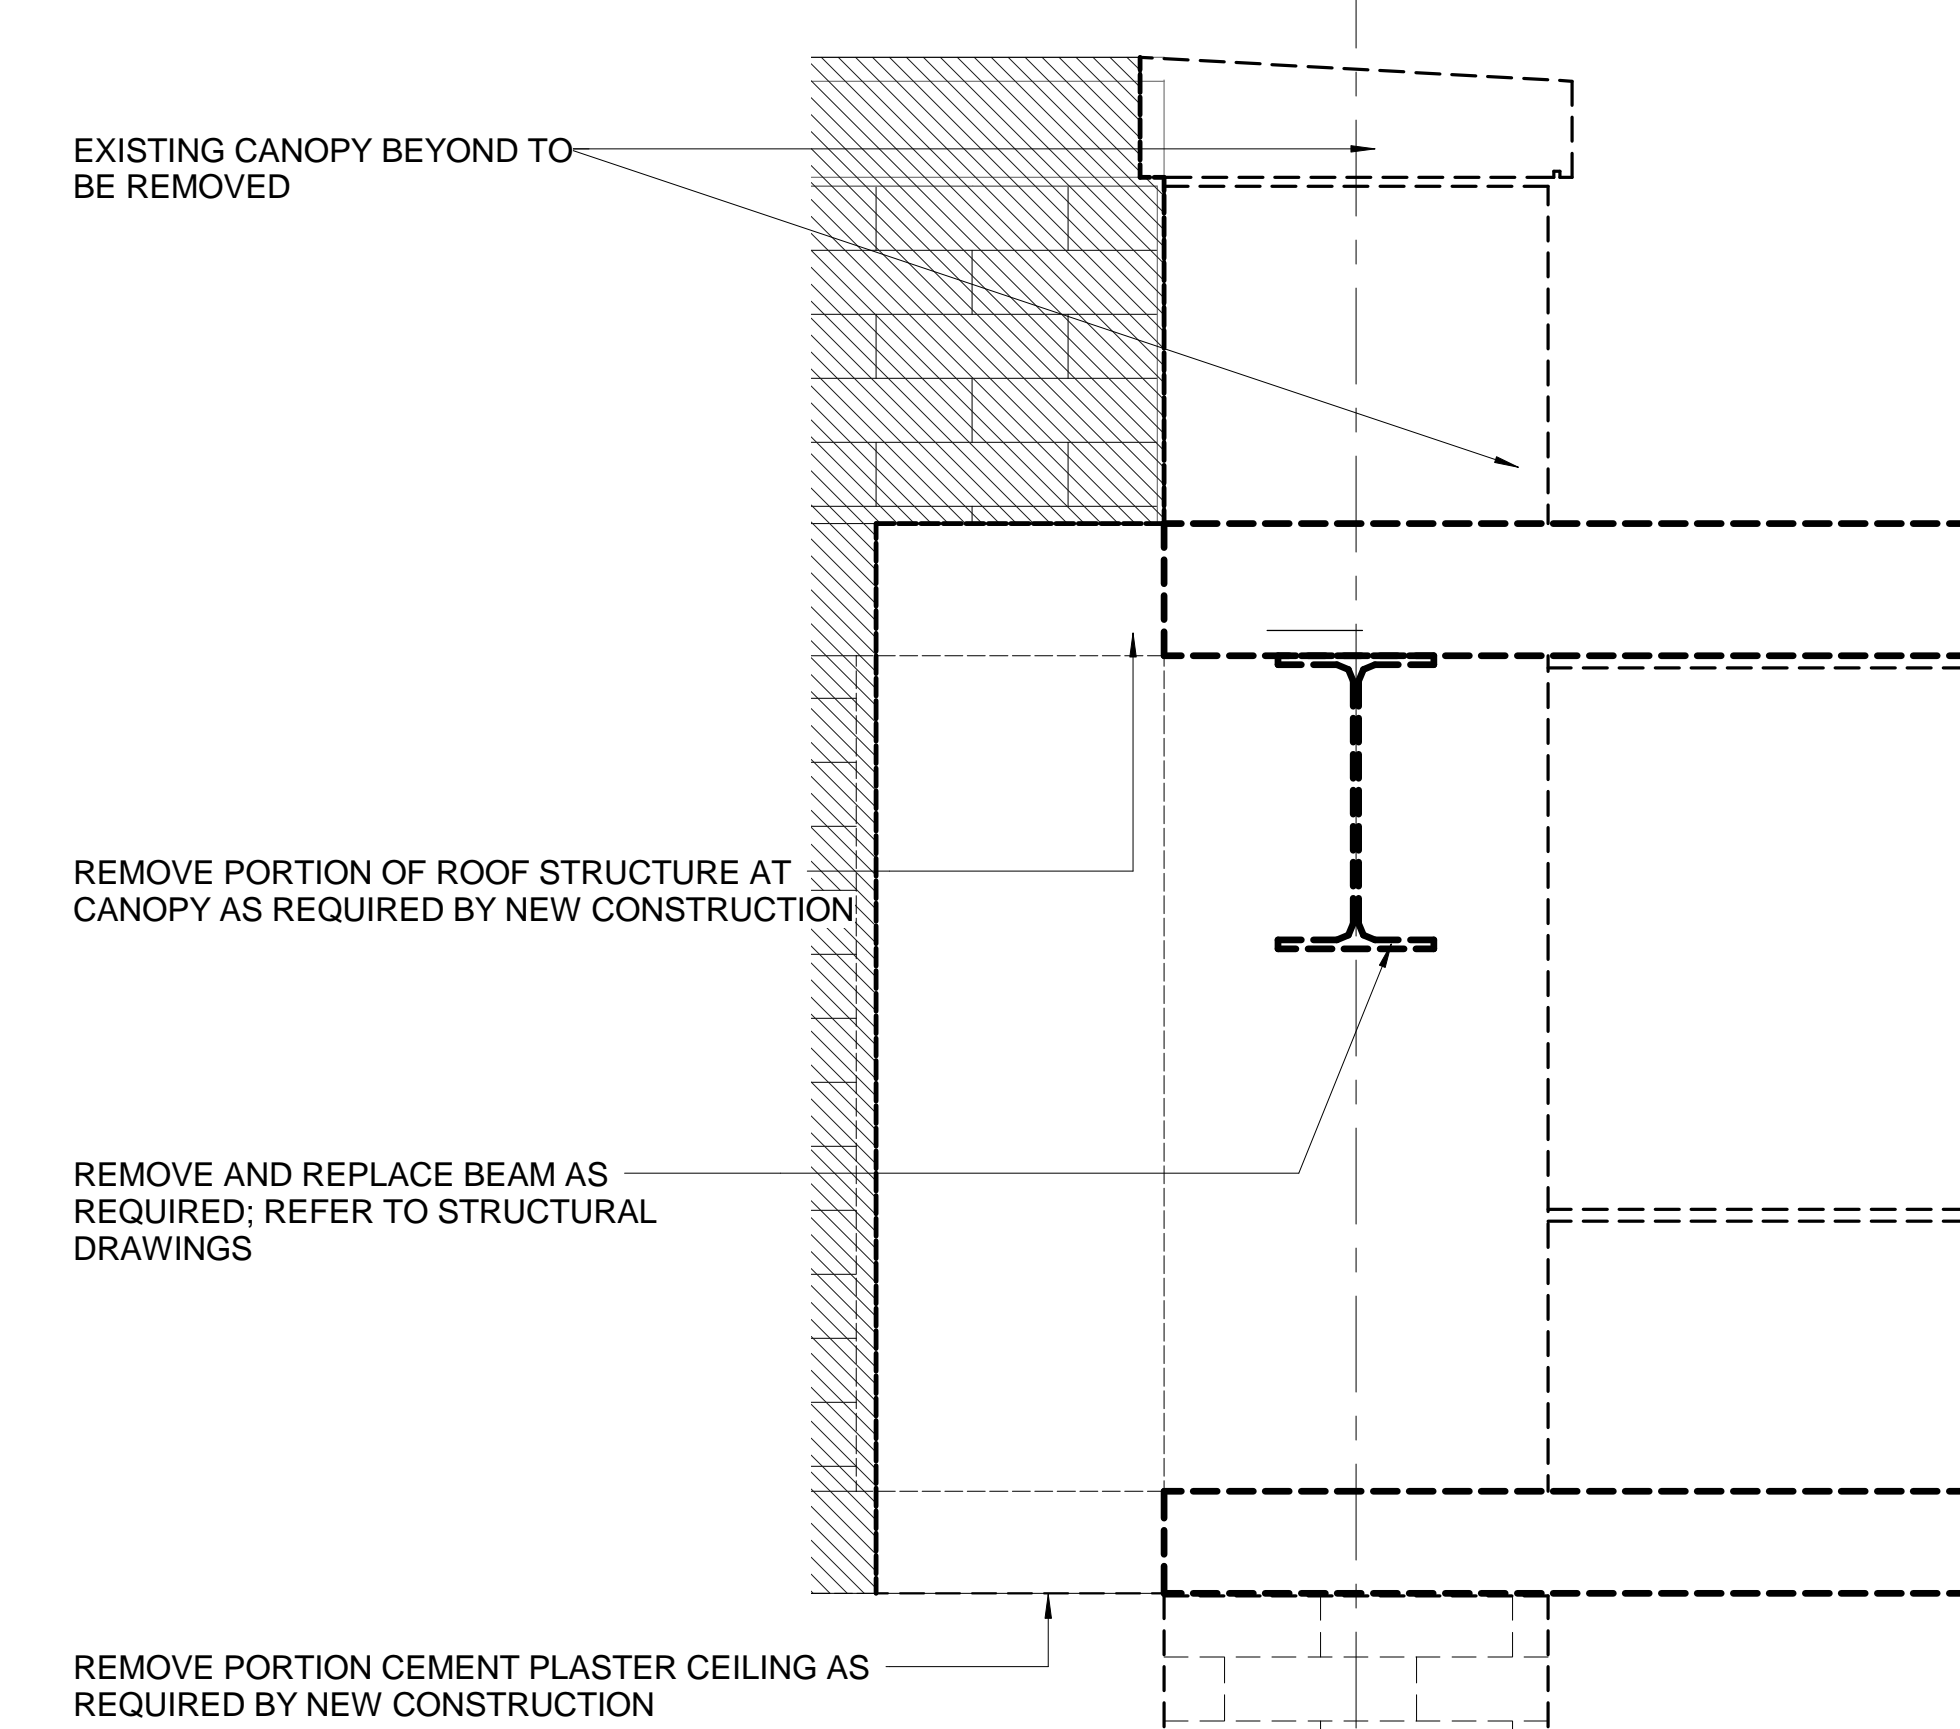 EXISTING CANOPY BEYOND TO
BE REMOVED
REMOVE PORTION OF ROOF STRUCTURE AT
CANOPY AS REQUIRED BY NEW CONSTRUCTION
REMOVE AND REPLACE BEAM AS
REQUIRED; REFER TO STRUCTURAL
DRAWINGS
REMOVE PORTION CEMENT PLASTER CEILING AS
REQUIRED BY NEW CONSTRUCTION